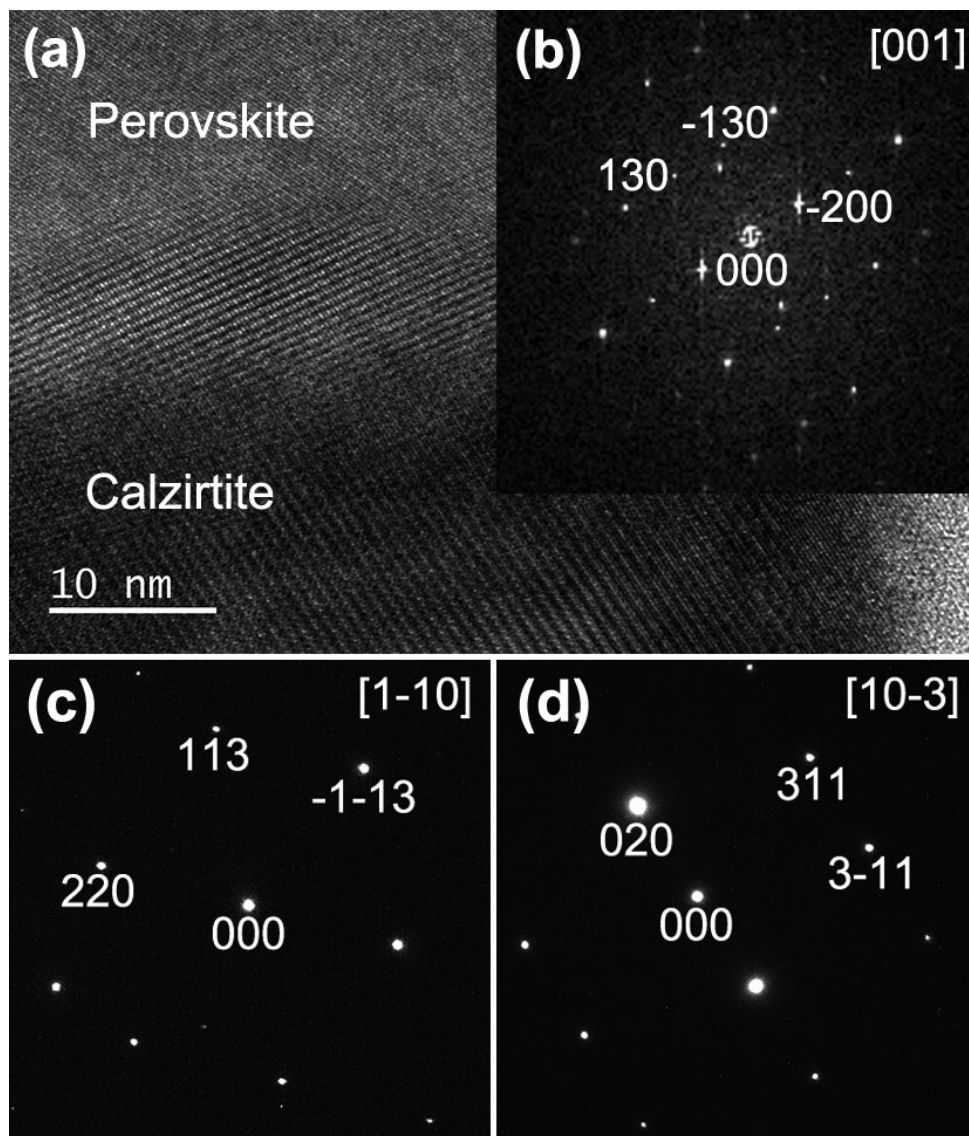 (a)
Perovskite
Calzirtite
10 nm
(b)
[001]
-130
130
-200
000
(c)
[1-10]
113
-1-13
220
000
(d)
[10-3]
311
020
3-11
000